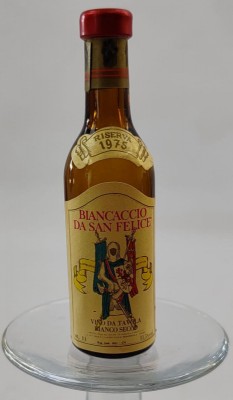 RISERVA
1975
BIANCACCIO
DA SAN FELICE
VINO DA TAVOLA
BIANCO SECCO